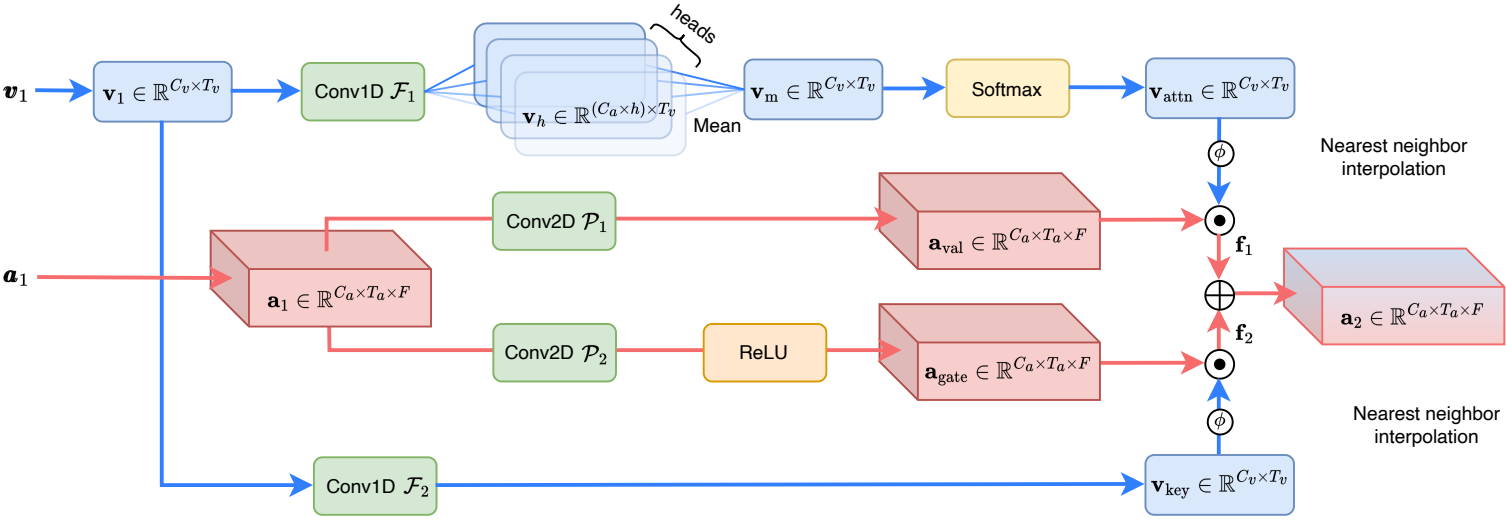 heads
𝒗₁
v₁ ∈ ℝ^{C_v×T_v}
Conv1D 𝓕₁
v_h ∈ ℝ^{(C_a×h)×T_v}
Mean
v_m ∈ ℝ^{C_v×T_v}
Softmax
v_attn ∈ ℝ^{C_v×T_v}
ϕ
Nearest neighbor
interpolation
Conv2D 𝒫₁
a_val ∈ ℝ^{C_a×T_a×F}
f₁
𝒂₁
a₁ ∈ ℝ^{C_a×T_a×F}
a₂ ∈ ℝ^{C_a×T_a×F}
f₂
Conv2D 𝒫₂
ReLU
a_gate ∈ ℝ^{C_a×T_a×F}
ϕ
Nearest neighbor
interpolation
Conv1D 𝓕₂
v_key ∈ ℝ^{C_v×T_v}